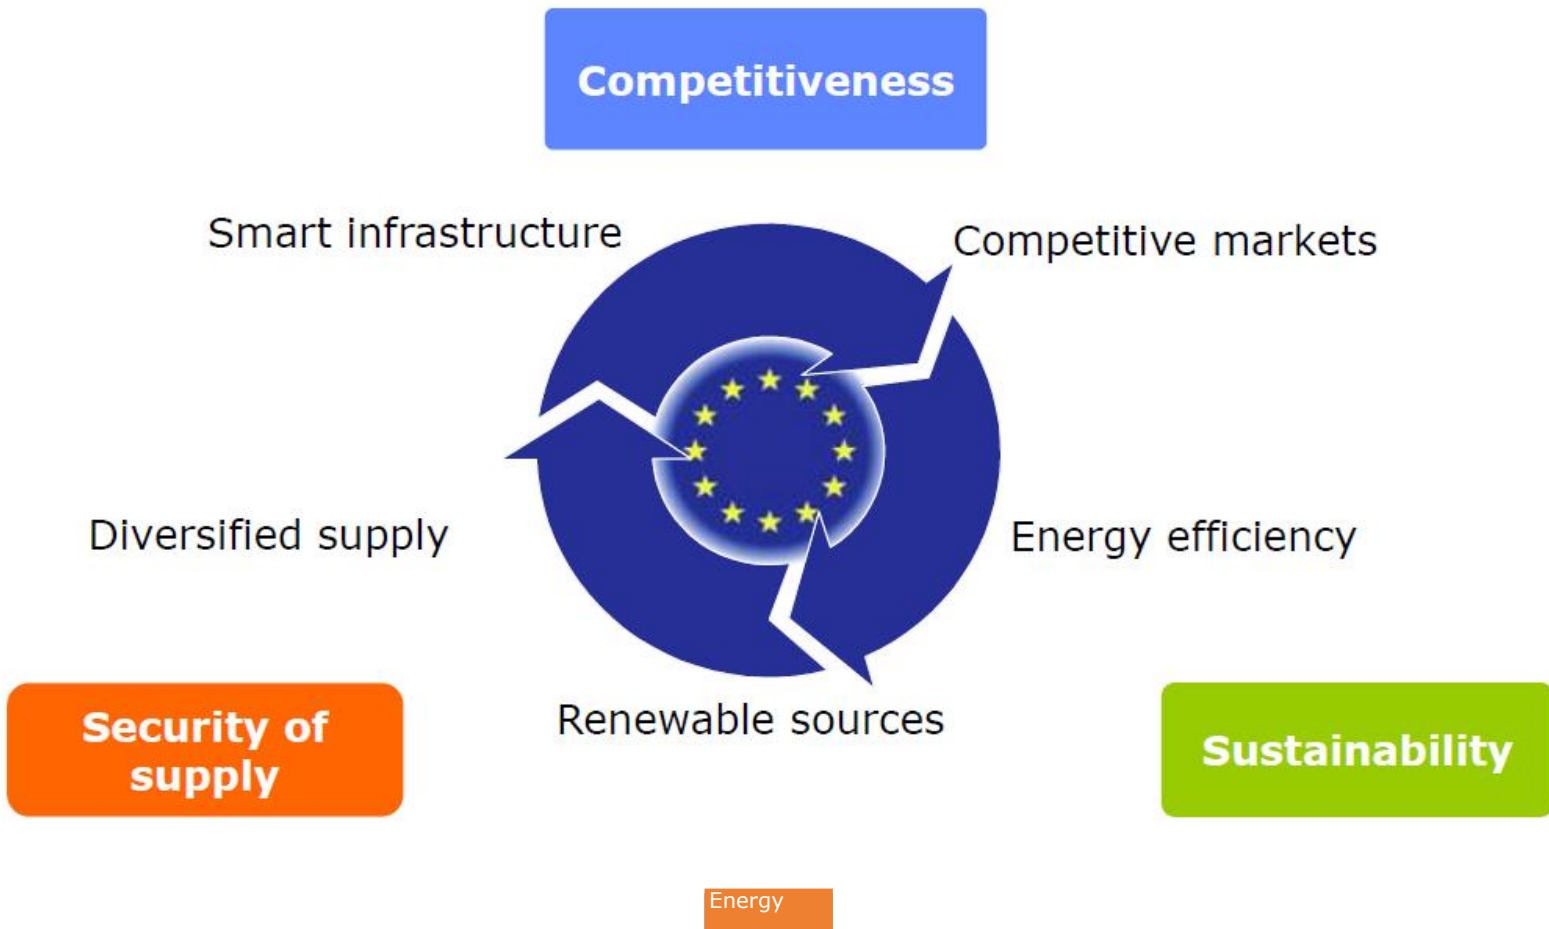 Competitiveness
Smart infrastructure
Competitive markets
Diversified supply
Energy efficiency
Security of
supply
Renewable sources
Sustainability
Energy